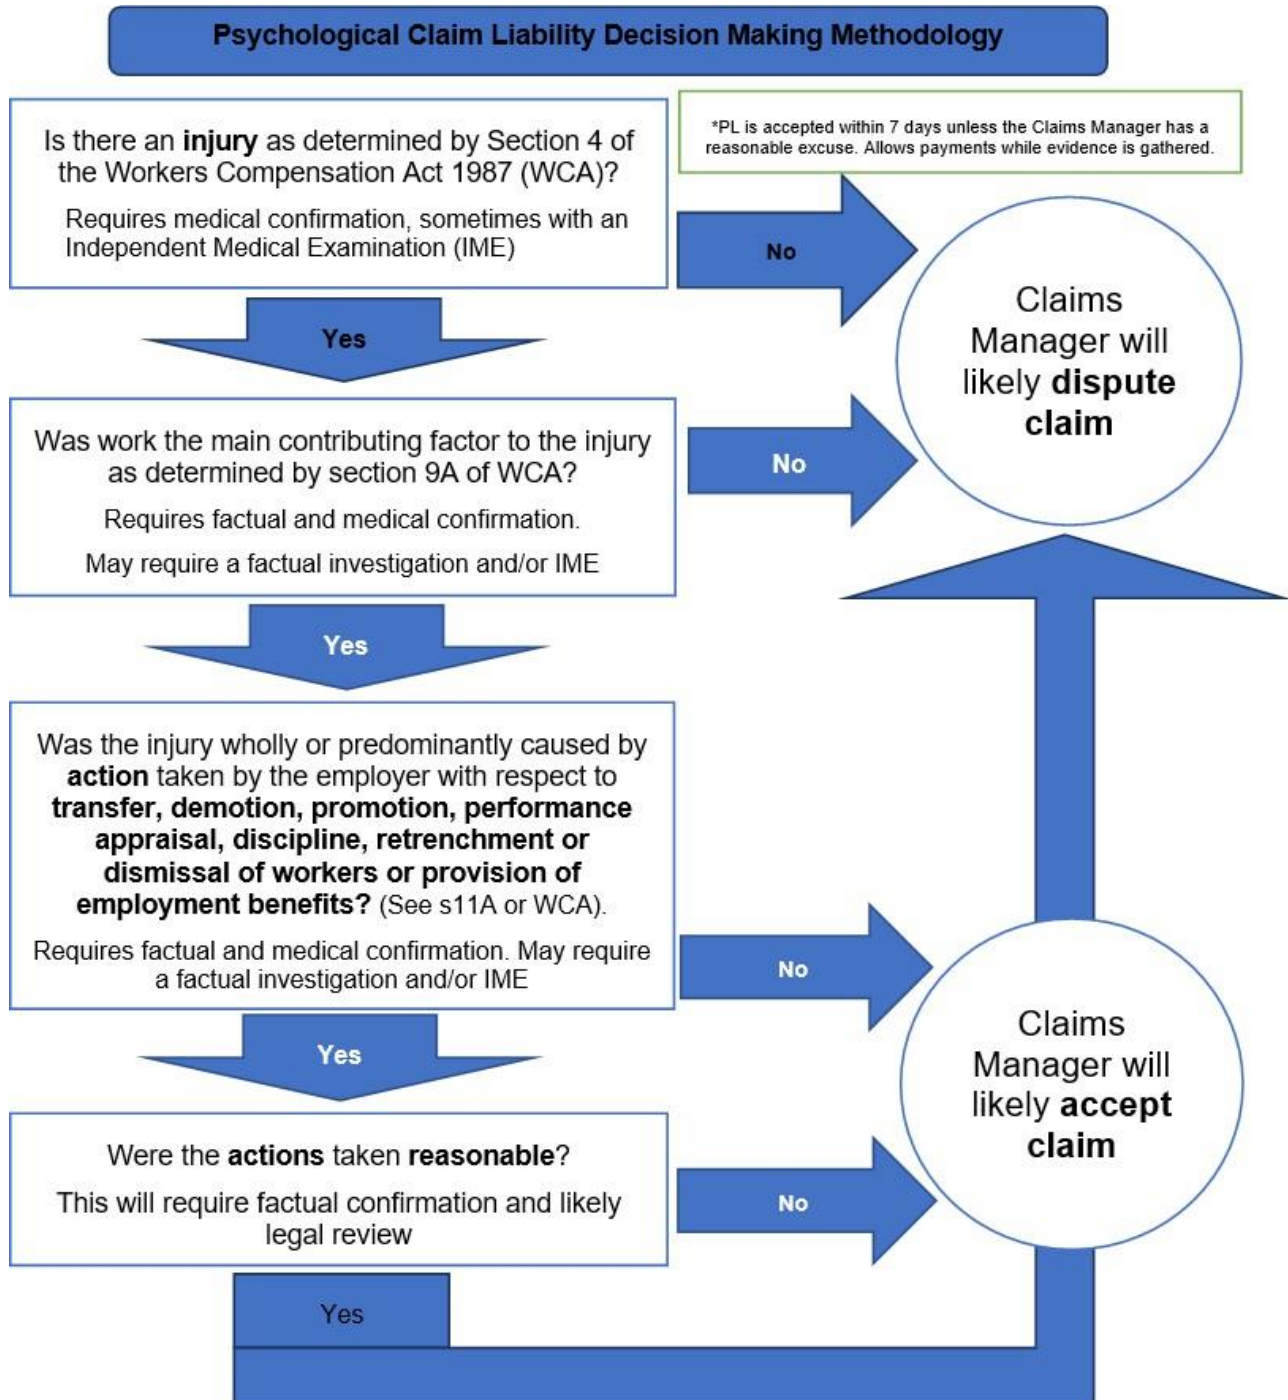 Psychological Claim Liability Decision Making Methodology
Is there an injury as determined by Section 4 of
the Workers Compensation Act 1987 (WCA)?
Requires medical confirmation, sometimes with an
Independent Medical Examination (IME)
*PL is accepted within 7 days unless the Claims Manager has a
reasonable excuse. Allows payments while evidence is gathered.
No
Claims
Manager will
likely dispute
claim
Yes
Was work the main contributing factor to the injury
as determined by section 9A of WCA?
Requires factual and medical confirmation.
May require a factual investigation and/or IME
No
Yes
Was the injury wholly or predominantly caused by
action taken by the employer with respect to
transfer, demotion, promotion, performance
appraisal, discipline, retrenchment or
dismissal of workers or provision of
employment benefits? (See s11A or WCA).
Requires factual and medical confirmation. May require
a factual investigation and/or IME
No
Claims
Manager will
likely accept
claim
Yes
Were the actions taken reasonable?
This will require factual confirmation and likely
legal review
No
Yes